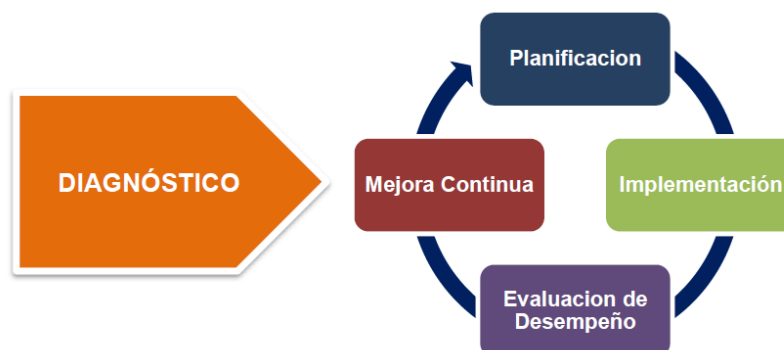 DIAGNÓSTICO
Planificacion
Mejora Continua
Implementación
Evaluacion de
Desempeño